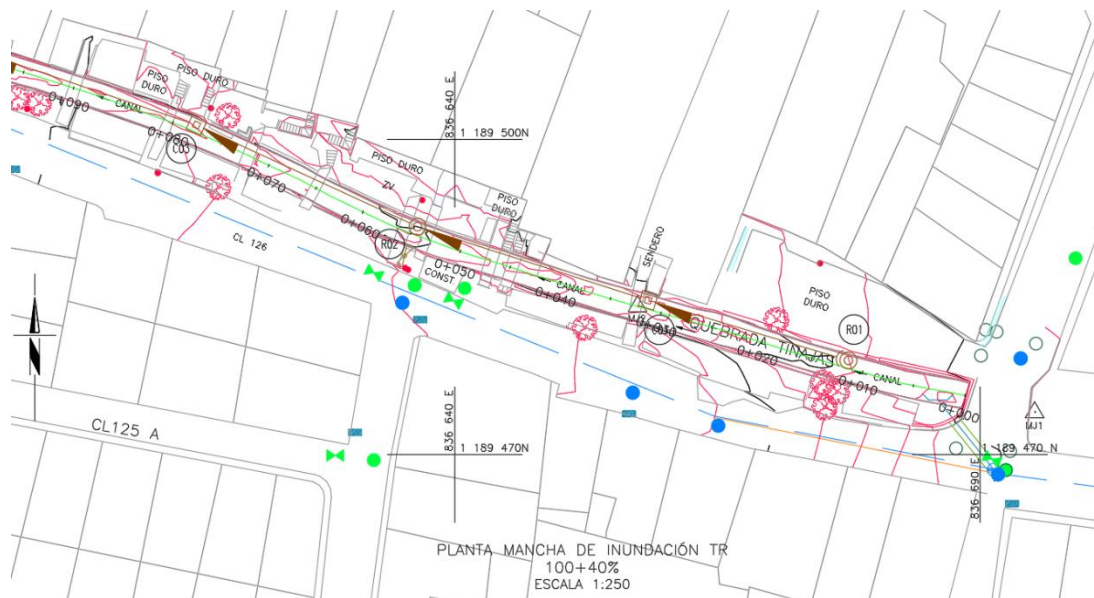 PISO DURO
PISO
DURO
836 640 E
1 189 500N
0+090
CANAL
0+080
C03
PISO DURO
0+070
ZV
PISO
DURO
0+060
CL 126
R02
SENDERO
0+050
CONST
CANAL
PISO
DURO
0+040
QUEBRADA TINAJAS
R01
0+020
0+010
CANAL
0+000
MJ1
836 640 E
CL125 A
1 189 470N
1 189 470 N
836 690 E
PLANTA MANCHA DE INUNDACIÓN TR
100+40%
ESCALA 1:250